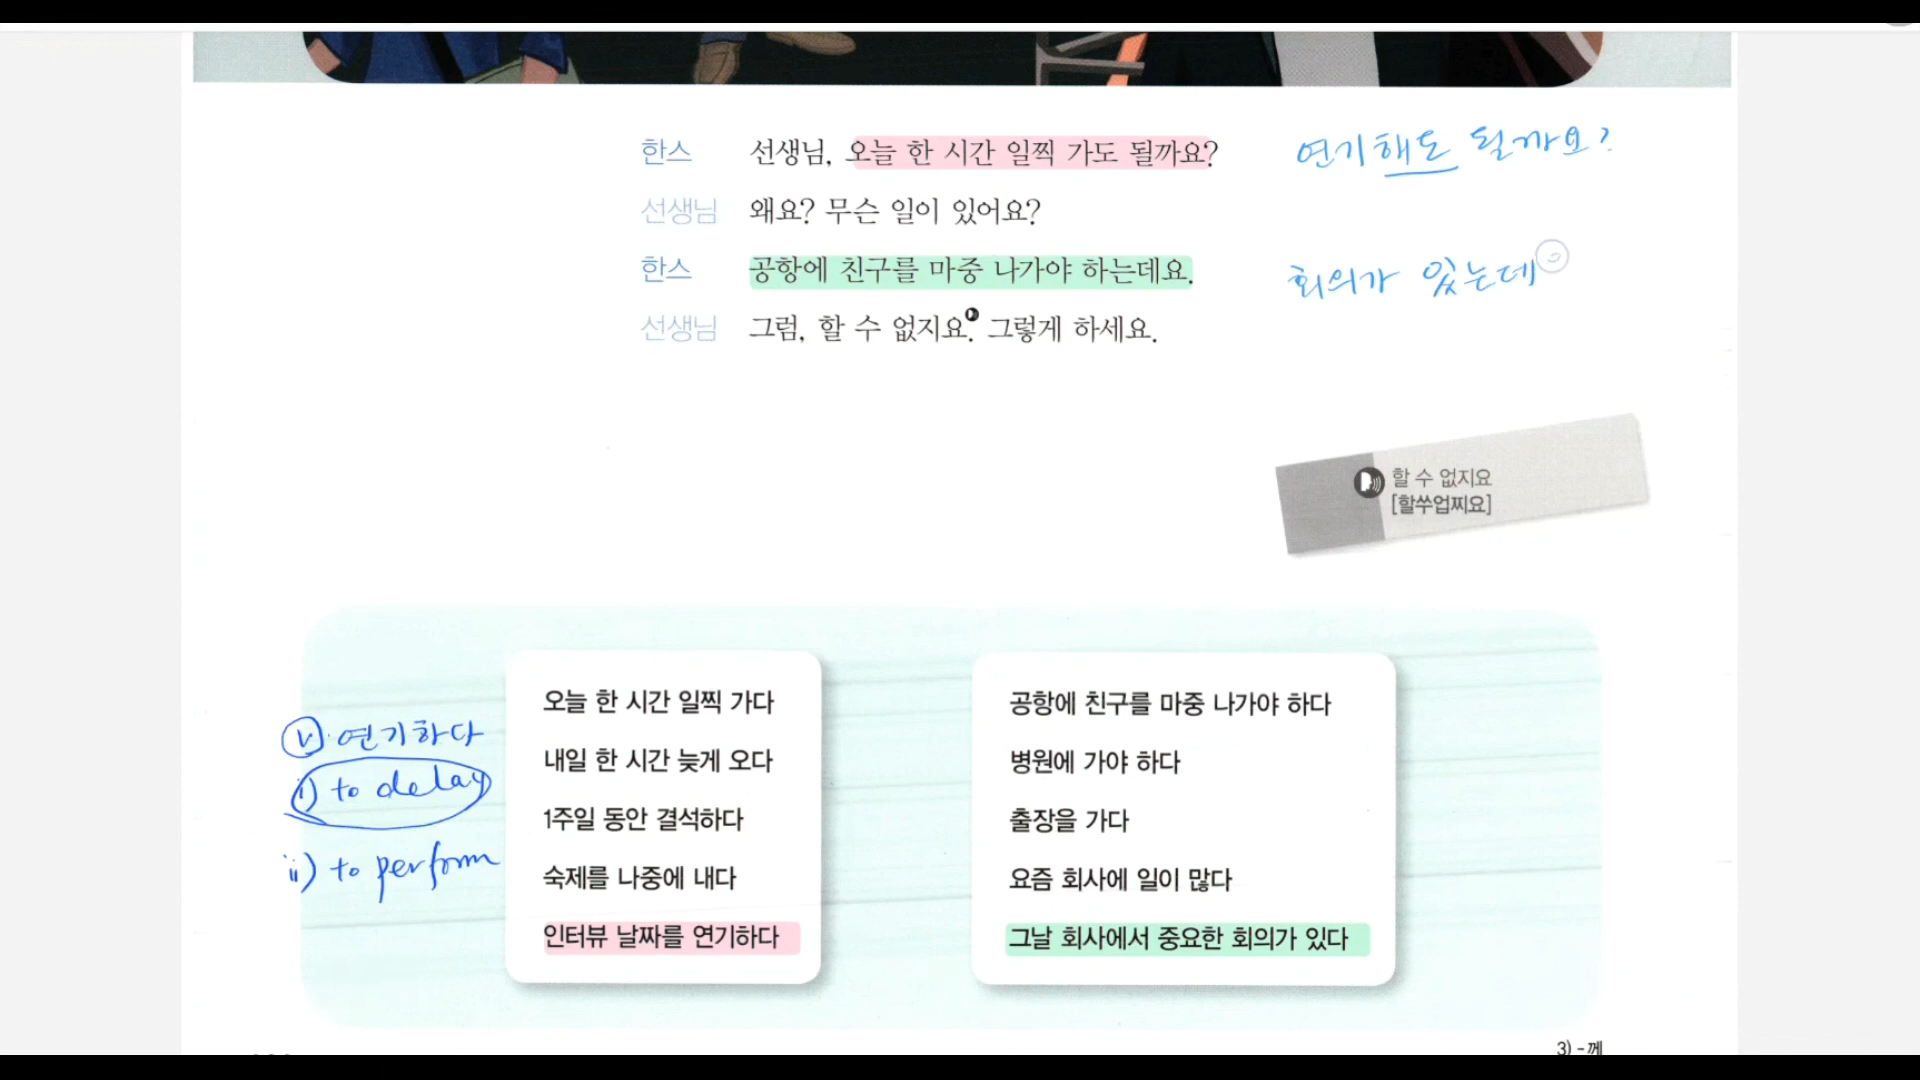 한스 선생님, 오늘 한 시간 일찍 가도 될까요?
연기해도 될까요?
선생님 왜요? 무슨 일이 있어요?
한스 공항에 친구를 마중 나가야 하는데요.
회의가 있는데
선생님 그럼, 할 수 없지요. 그렇게 하세요.
할 수 없지요
[할쑤업찌요]
ⓥ 연기하다
i) to delay
ii) to perform
오늘 한 시간 일찍 가다
내일 한 시간 늦게 오다
1주일 동안 결석하다
숙제를 나중에 내다
인터뷰 날짜를 연기하다
공항에 친구를 마중 나가야 하다
병원에 가야 하다
출장을 가다
요즘 회사에 일이 많다
그날 회사에서 중요한 회의가 있다
3) -께